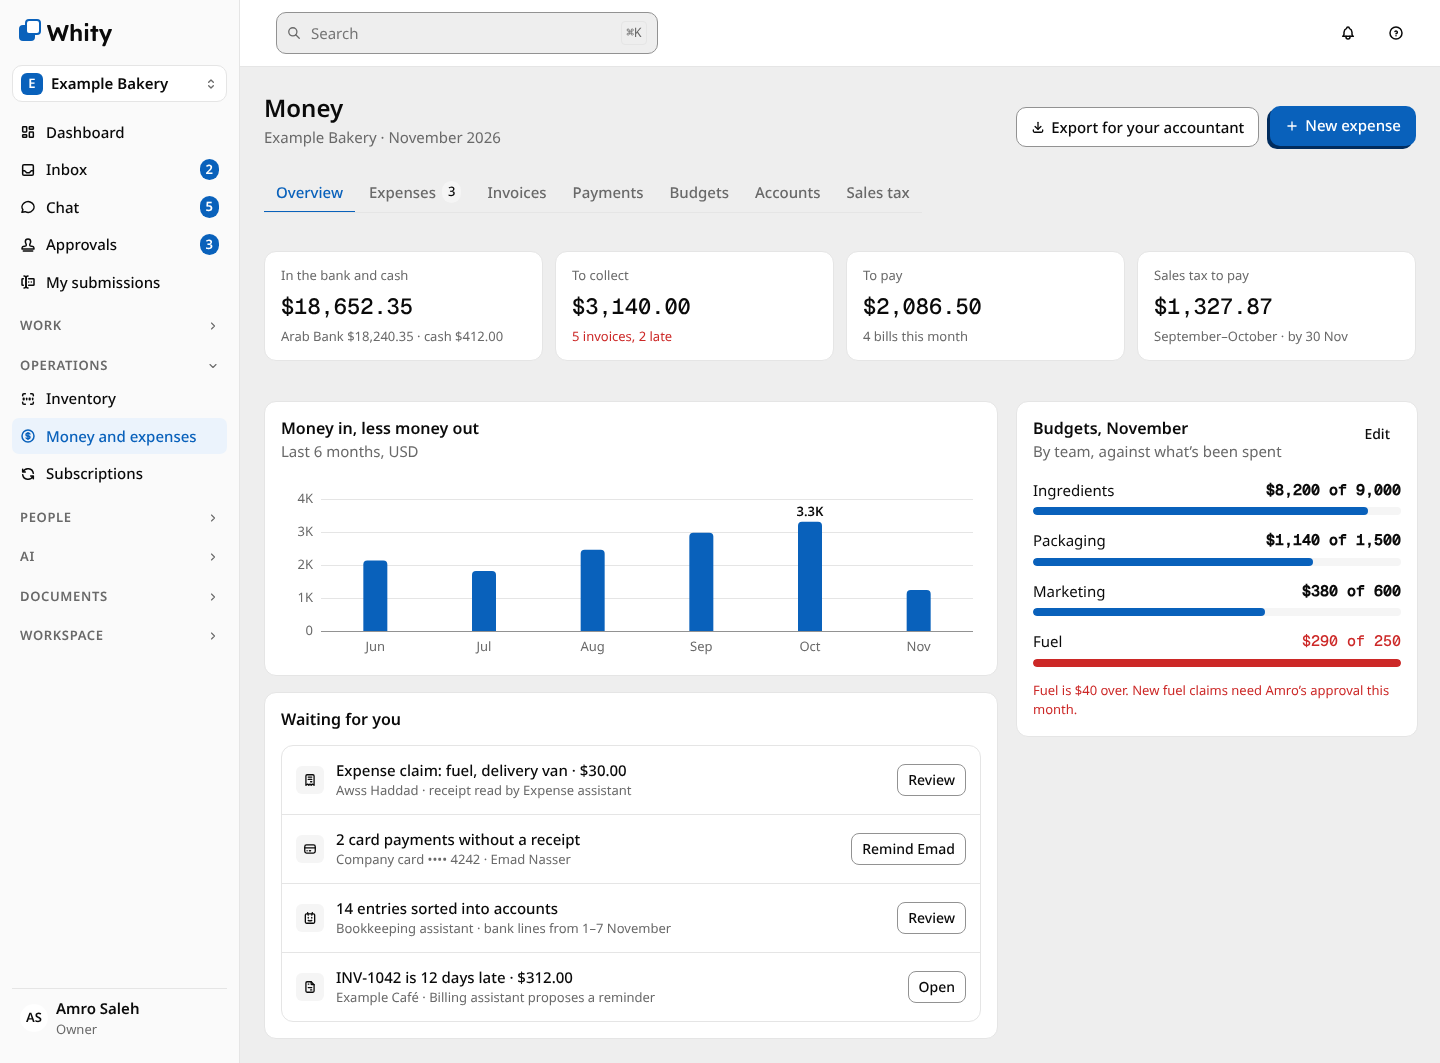 Whity
E Example Bakery
Dashboard
Inbox 2
Chat 5
Approvals 3
My submissions
WORK
OPERATIONS
Inventory
Money and expenses
Subscriptions
PEOPLE
AI
DOCUMENTS
WORKSPACE
AS Amro Saleh
Owner
Search ⌘K
Money
Example Bakery · November 2026
Export for your accountant
+ New expense
Overview Expenses 3 Invoices Payments Budgets Accounts Sales tax
In the bank and cash
$18,652.35
Arab Bank $18,240.35 · cash $412.00
To collect
$3,140.00
5 invoices, 2 late
To pay
$2,086.50
4 bills this month
Sales tax to pay
$1,327.87
September–October · by 30 Nov
Money in, less money out
Last 6 months, USD
4K
3K
2K
1K
0
3.3K
Jun Jul Aug Sep Oct Nov
Budgets, November
By team, against what’s been spent
Edit
Ingredients $8,200 of 9,000
Packaging $1,140 of 1,500
Marketing $380 of 600
Fuel $290 of 250
Fuel is $40 over. New fuel claims need Amro’s approval this
month.
Waiting for you
Expense claim: fuel, delivery van · $30.00
Awss Haddad · receipt read by Expense assistant
Review
2 card payments without a receipt
Company card •••• 4242 · Emad Nasser
Remind Emad
14 entries sorted into accounts
Bookkeeping assistant · bank lines from 1–7 November
Review
INV-1042 is 12 days late · $312.00
Example Café · Billing assistant proposes a reminder
Open